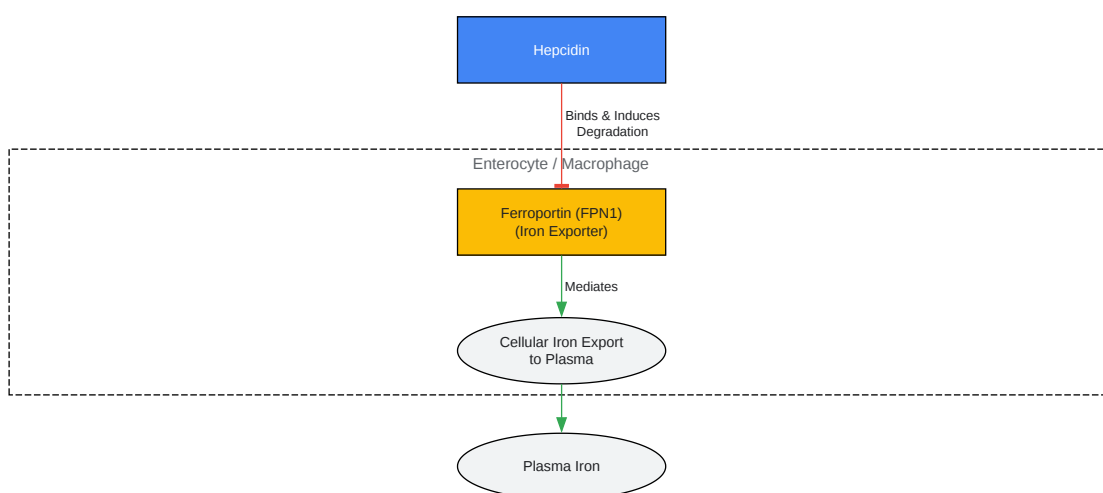 Hepcidin
Binds & Induces
Degradation
Enterocyte / Macrophage
Ferroportin (FPN1)
(Iron Exporter)
Mediates
Cellular Iron Export
to Plasma
Plasma Iron